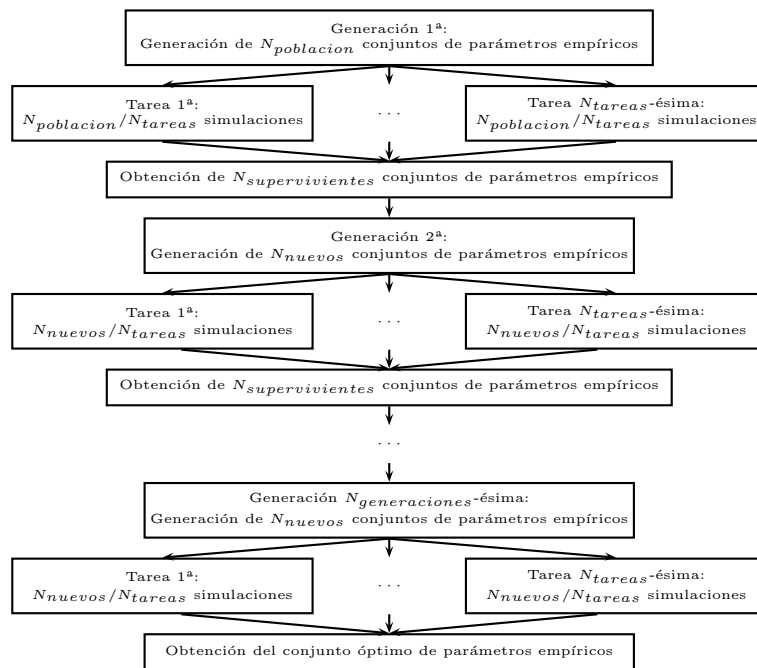 Generación 1ª:
Generación de N_poblacion conjuntos de parámetros empíricos
Tarea 1ª:
N_poblacion/N_tareas simulaciones
...
Tarea N_tareas-ésima:
N_poblacion/N_tareas simulaciones
Obtención de N_supervivientes conjuntos de parámetros empíricos
Generación 2ª:
Generación de N_nuevos conjuntos de parámetros empíricos
Tarea 1ª:
N_nuevos/N_tareas simulaciones
...
Tarea N_tareas-ésima:
N_nuevos/N_tareas simulaciones
Obtención de N_supervivientes conjuntos de parámetros empíricos
...
Generación N_generaciones-ésima:
Generación de N_nuevos conjuntos de parámetros empíricos
Tarea 1ª:
N_nuevos/N_tareas simulaciones
...
Tarea N_tareas-ésima:
N_nuevos/N_tareas simulaciones
Obtención del conjunto óptimo de parámetros empíricos